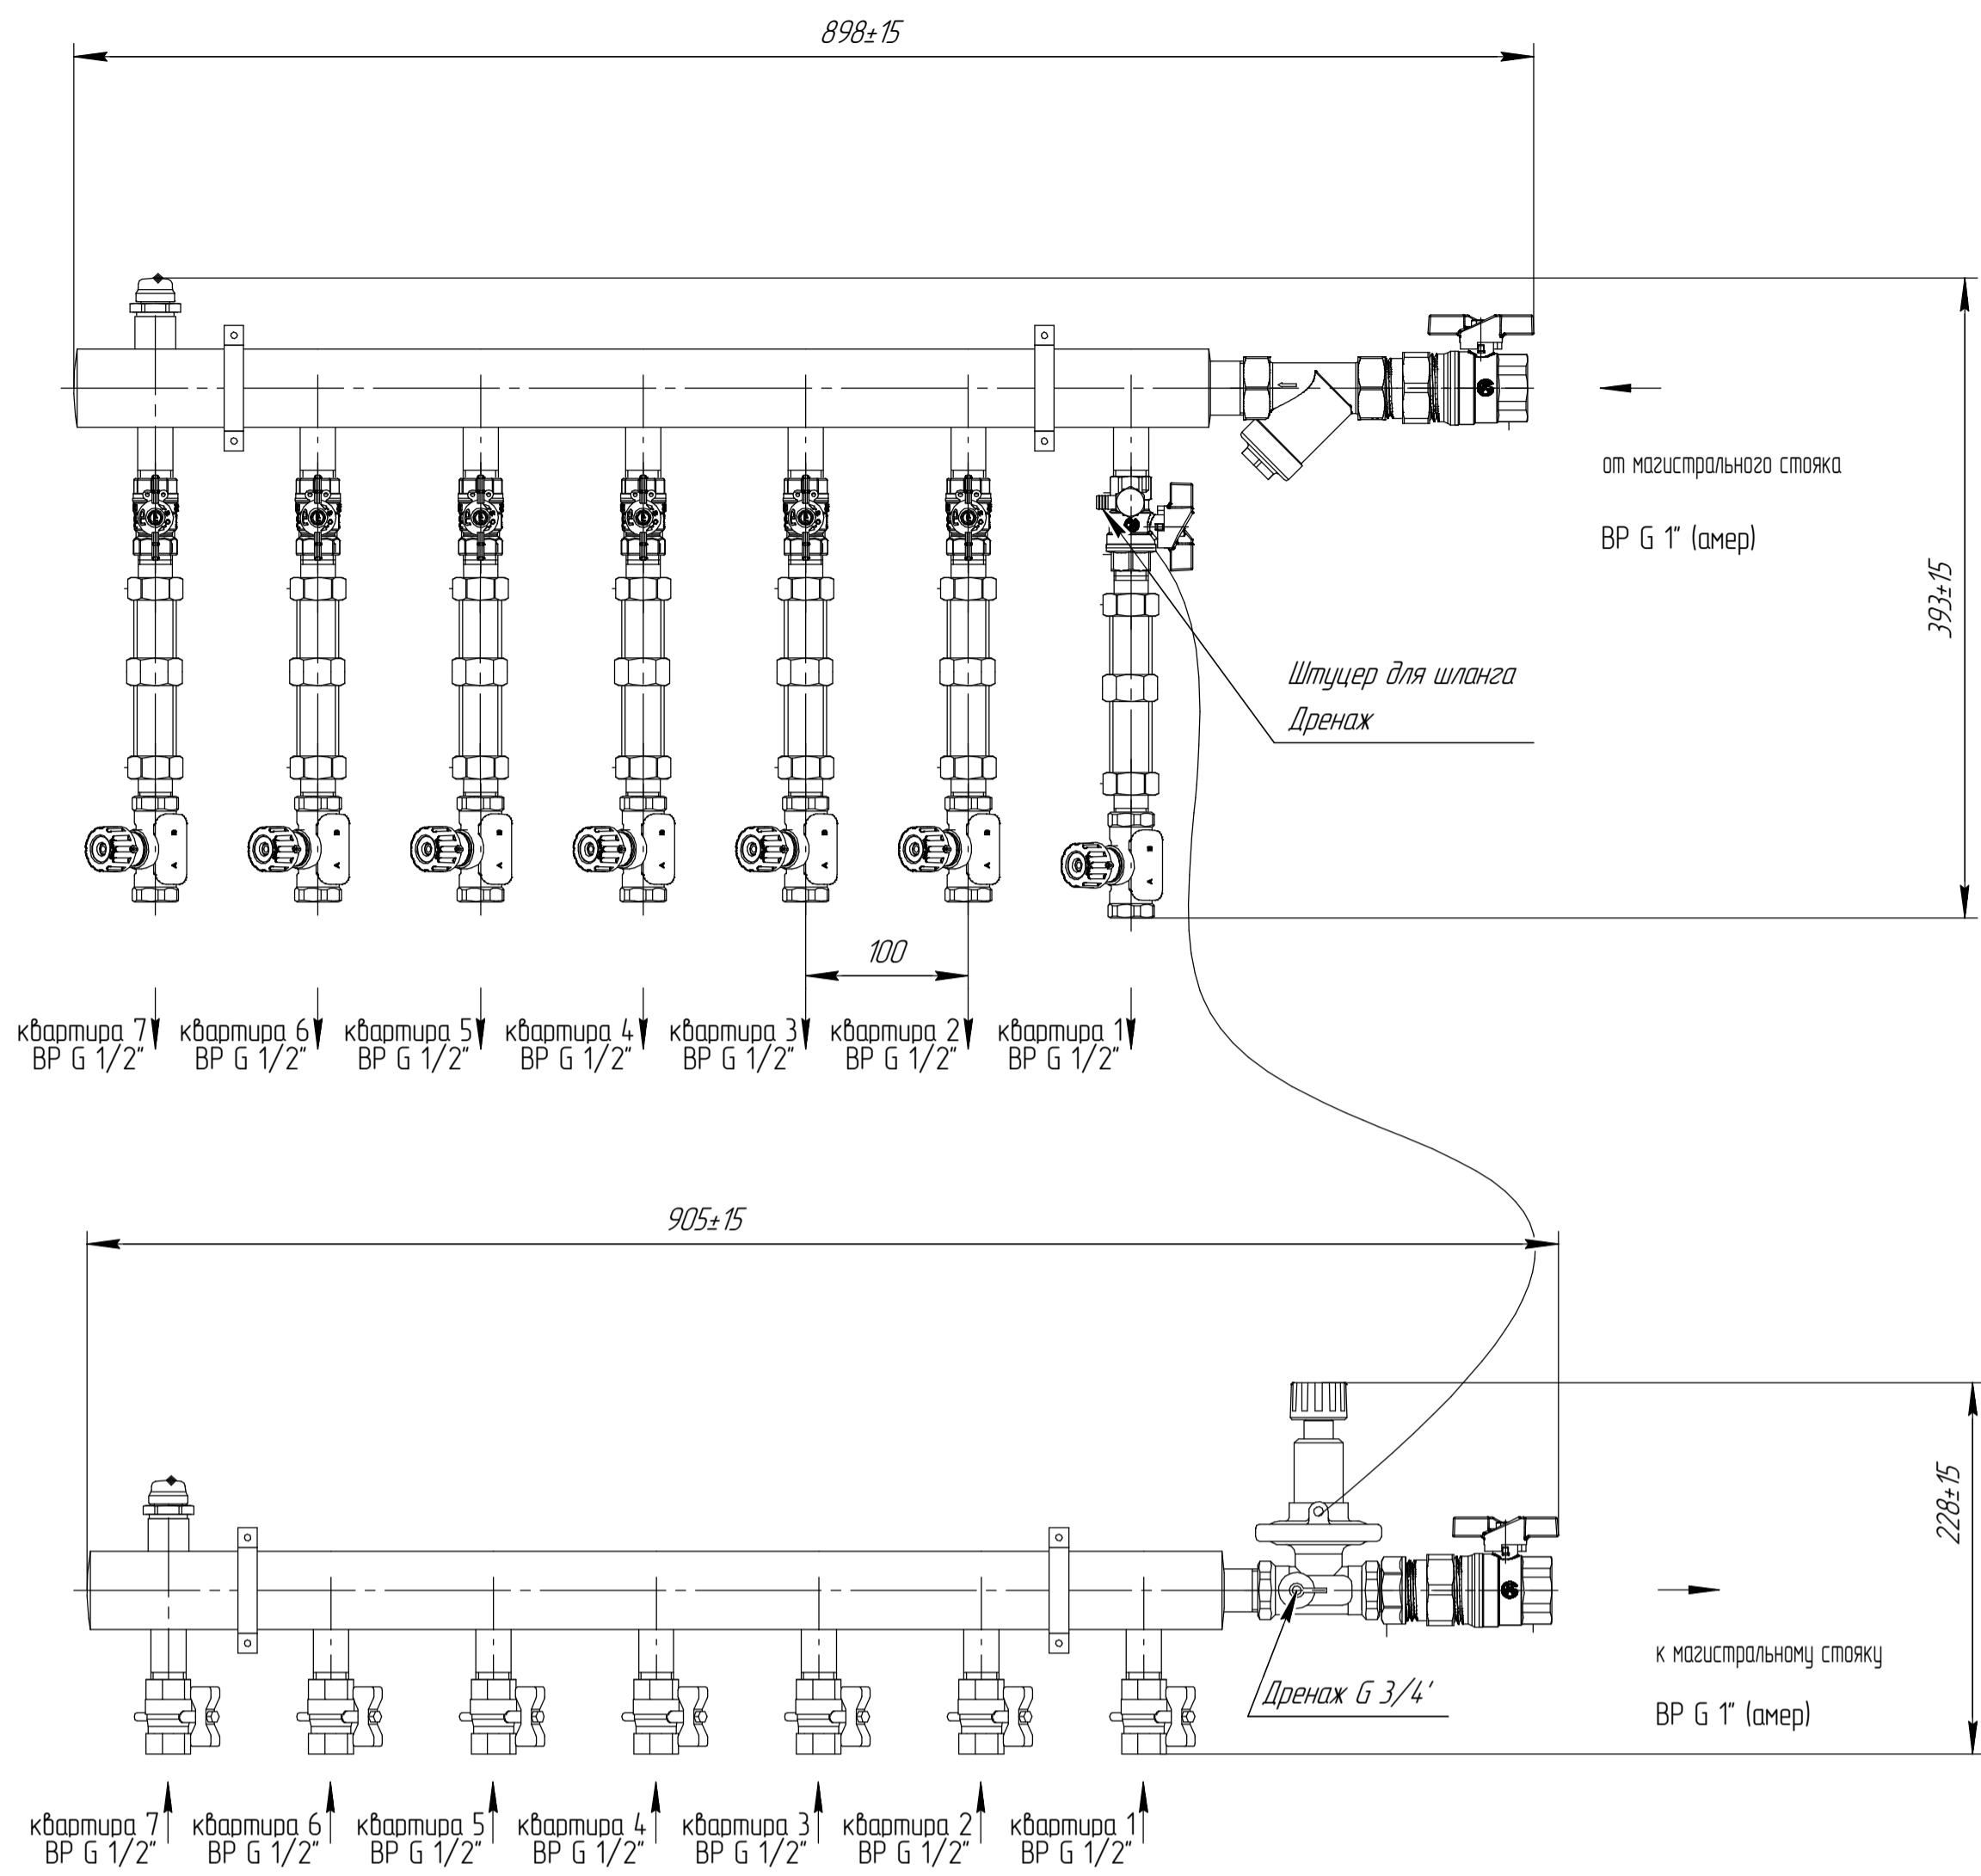 898±15
от магистрального стояка
ВР G 1" (амер)
393±15
Штуцер для шланга
Дренаж
100
квартира 7
ВР G 1/2"
квартира 6
ВР G 1/2"
квартира 5
ВР G 1/2"
квартира 4
ВР G 1/2"
квартира 3
ВР G 1/2"
квартира 2
ВР G 1/2"
квартира 1
ВР G 1/2"
905±15
228±15
к магистральному стояку
ВР G 1" (амер)
Дренаж G 3/4'
квартира 7
ВР G 1/2"
квартира 6
ВР G 1/2"
квартира 5
ВР G 1/2"
квартира 4
ВР G 1/2"
квартира 3
ВР G 1/2"
квартира 2
ВР G 1/2"
квартира 1
ВР G 1/2"